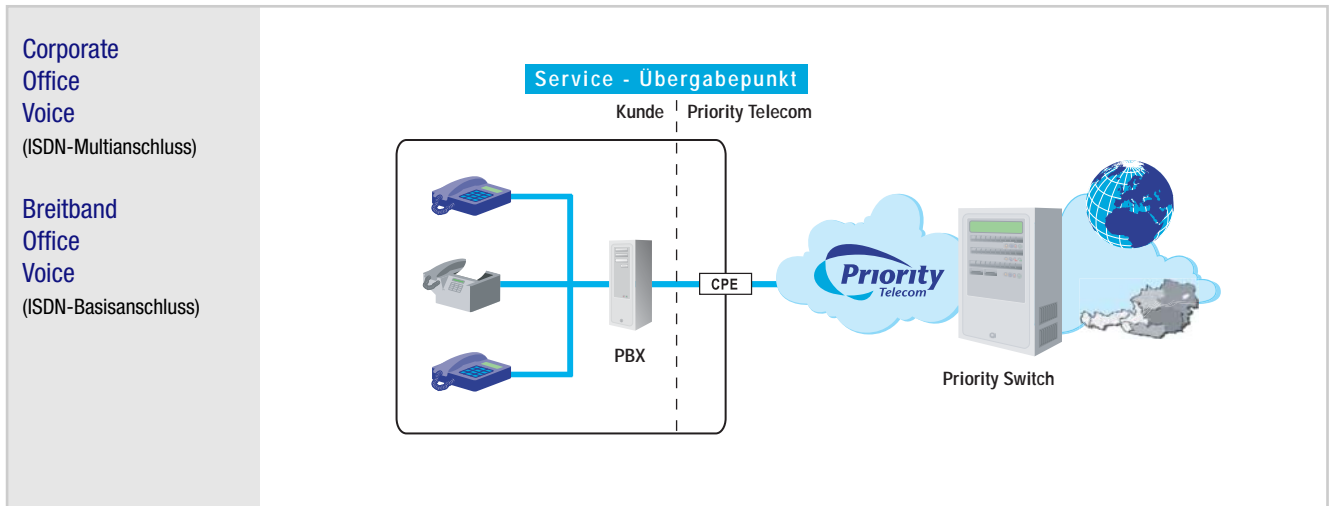 Corporate
Office
Voice
(ISDN-Multianschluss)
Breitband
Office
Voice
(ISDN-Basisanschluss)
Service - Übergabepunkt
Kunde
Priority Telecom
CPE
PBX
Priority
Telecom
Priority Switch